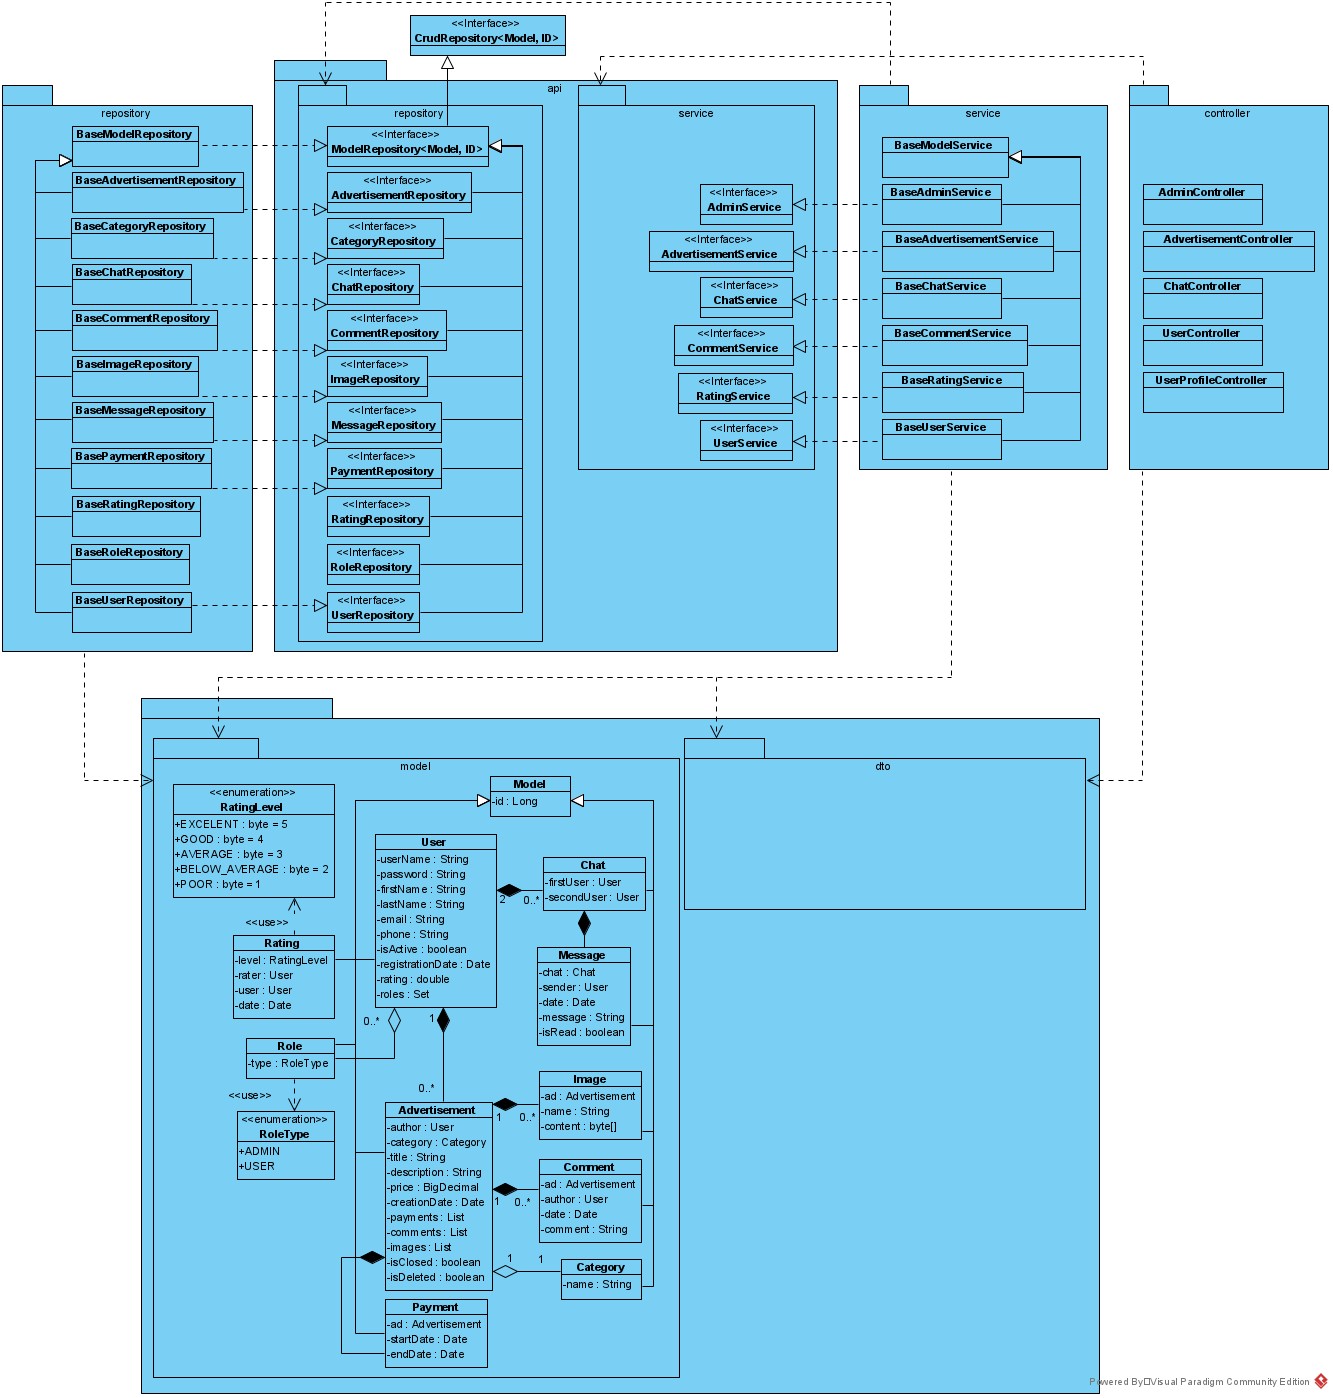 <<Interface>>
CrudRepository<Model, ID>
repository
BaseModelRepository
BaseAdvertisementRepository
BaseCategoryRepository
BaseChatRepository
BaseCommentRepository
BaseImageRepository
BaseMessageRepository
BasePaymentRepository
BaseRatingRepository
BaseRoleRepository
BaseUserRepository
api
repository
<<Interface>>
ModelRepository<Model, ID>
<<Interface>>
AdvertisementRepository
<<Interface>>
CategoryRepository
<<Interface>>
ChatRepository
<<Interface>>
CommentRepository
<<Interface>>
ImageRepository
<<Interface>>
MessageRepository
<<Interface>>
PaymentRepository
<<Interface>>
RatingRepository
<<Interface>>
RoleRepository
<<Interface>>
UserRepository
service
<<Interface>>
AdminService
<<Interface>>
AdvertisementService
<<Interface>>
ChatService
<<Interface>>
CommentService
<<Interface>>
RatingService
<<Interface>>
UserService
service
BaseModelService
BaseAdminService
BaseAdvertisementService
BaseChatService
BaseCommentService
BaseRatingService
BaseUserService
controller
AdminController
AdvertisementController
ChatController
UserController
UserProfileController
model
<<enumeration>>
RatingLevel
+EXCELENT : byte = 5
+GOOD : byte = 4
+AVERAGE : byte = 3
+BELOW_AVERAGE : byte = 2
+POOR : byte = 1
<<use>>
Rating
-level : RatingLevel
-rater : User
-user : User
-date : Date
Role
-type : RoleType
<<use>>
<<enumeration>>
RoleType
+ADMIN
+USER
Model
-id : Long
User
-userName : String
-password : String
-firstName : String
-lastName : String
-email : String
-phone : String
-isActive : boolean
-registrationDate : Date
-rating : double
-roles : Set
2
0..*
Chat
-firstUser : User
-secondUser : User
Message
-chat : Chat
-sender : User
-date : Date
-message : String
-isRead : boolean
0..*
1
0..*
Advertisement
-author : User
-category : Category
-title : String
-description : String
-price : BigDecimal
-creationDate : Date
-payments : List
-comments : List
-images : List
-isClosed : boolean
-isDeleted : boolean
1
0..*
Image
-ad : Advertisement
-name : String
-content : byte[]
1
0..*
Comment
-ad : Advertisement
-author : User
-date : Date
-comment : String
1
1
Category
-name : String
Payment
-ad : Advertisement
-startDate : Date
-endDate : Date
dto
Powered By Visual Paradigm Community Edition